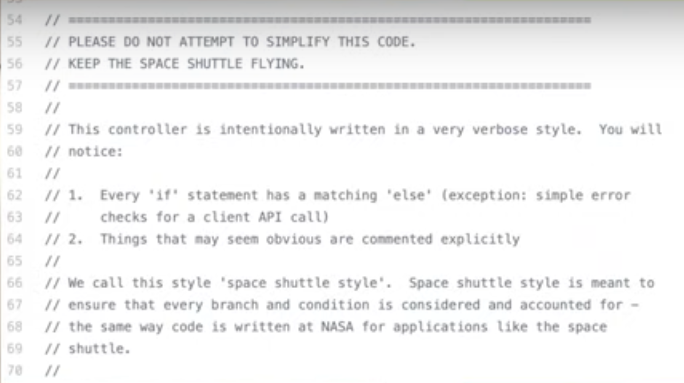 54 // ==========================================================
55 // PLEASE DO NOT ATTEMPT TO SIMPLIFY THIS CODE.
56 // KEEP THE SPACE SHUTTLE FLYING.
57 // ==========================================================
58 //
59 // This controller is intentionally written in a very verbose style.  You will
60 // notice:
61 //
62 // 1.  Every 'if' statement has a matching 'else' (exception: simple error
63 //     checks for a client API call)
64 // 2.  Things that may seem obvious are commented explicitly
65 //
66 // We call this style 'space shuttle style'.  Space shuttle style is meant to
67 // ensure that every branch and condition is considered and accounted for –
68 // the same way code is written at NASA for applications like the space
69 // shuttle.
70 //